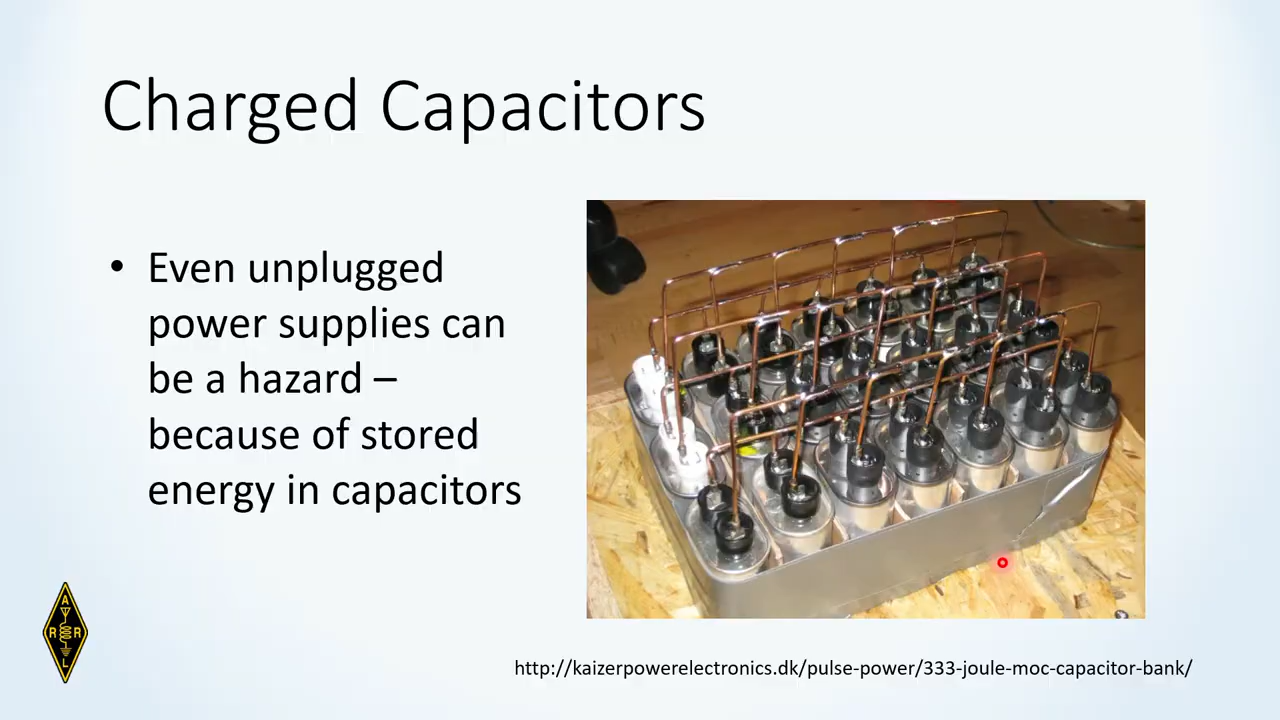 Charged Capacitors
• Even unplugged
power supplies can
be a hazard –
because of stored
energy in capacitors
A
R R
L
http://kaizerpowerelectronics.dk/pulse-power/333-joule-moc-capacitor-bank/